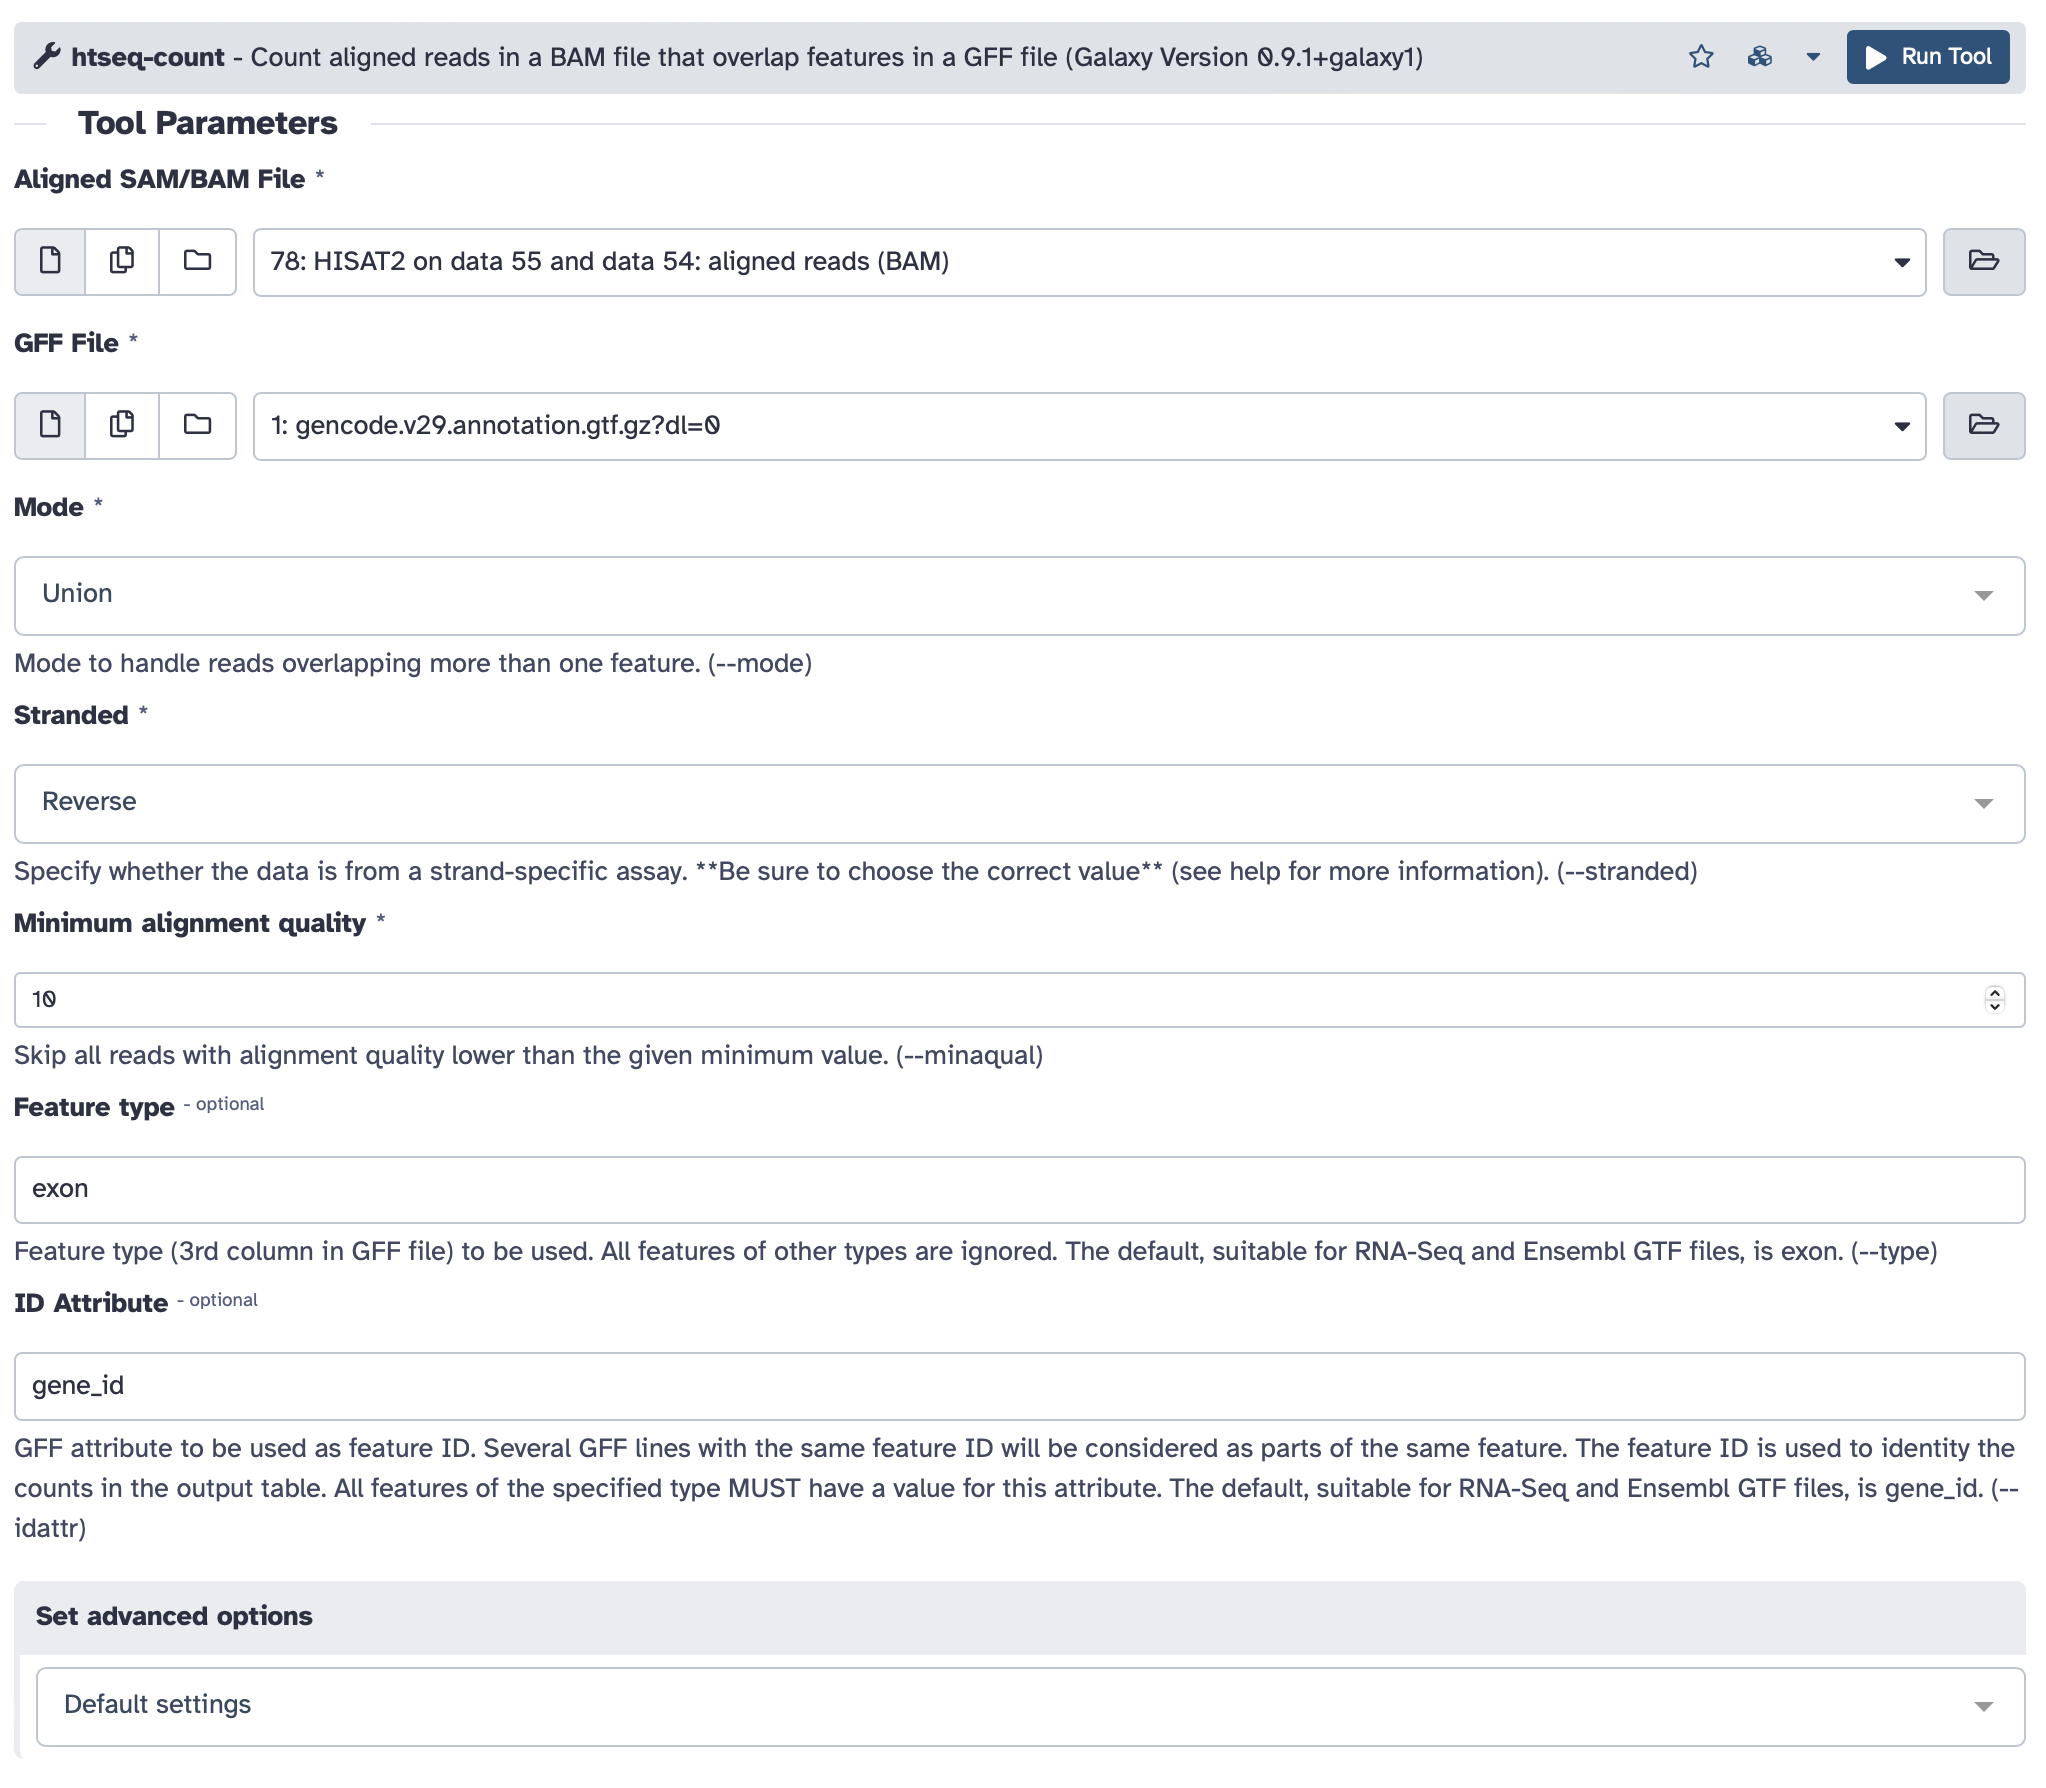 htseq-count - Count aligned reads in a BAM file that overlap features in a GFF file (Galaxy Version 0.9.1+galaxy1)
Run Tool
Tool Parameters
Aligned SAM/BAM File *
78: HISAT2 on data 55 and data 54: aligned reads (BAM)
GFF File *
1: gencode.v29.annotation.gtf.gz?dl=0
Mode *
Union
Mode to handle reads overlapping more than one feature. (--mode)
Stranded *
Reverse
Specify whether the data is from a strand-specific assay. **Be sure to choose the correct value** (see help for more information). (--stranded)
Minimum alignment quality *
10
Skip all reads with alignment quality lower than the given minimum value. (--minaqual)
Feature type - optional
exon
Feature type (3rd column in GFF file) to be used. All features of other types are ignored. The default, suitable for RNA-Seq and Ensembl GTF files, is exon. (--type)
ID Attribute - optional
gene_id
GFF attribute to be used as feature ID. Several GFF lines with the same feature ID will be considered as parts of the same feature. The feature ID is used to identity the
counts in the output table. All features of the specified type MUST have a value for this attribute. The default, suitable for RNA-Seq and Ensembl GTF files, is gene_id. (--
idattr)
Set advanced options
Default settings